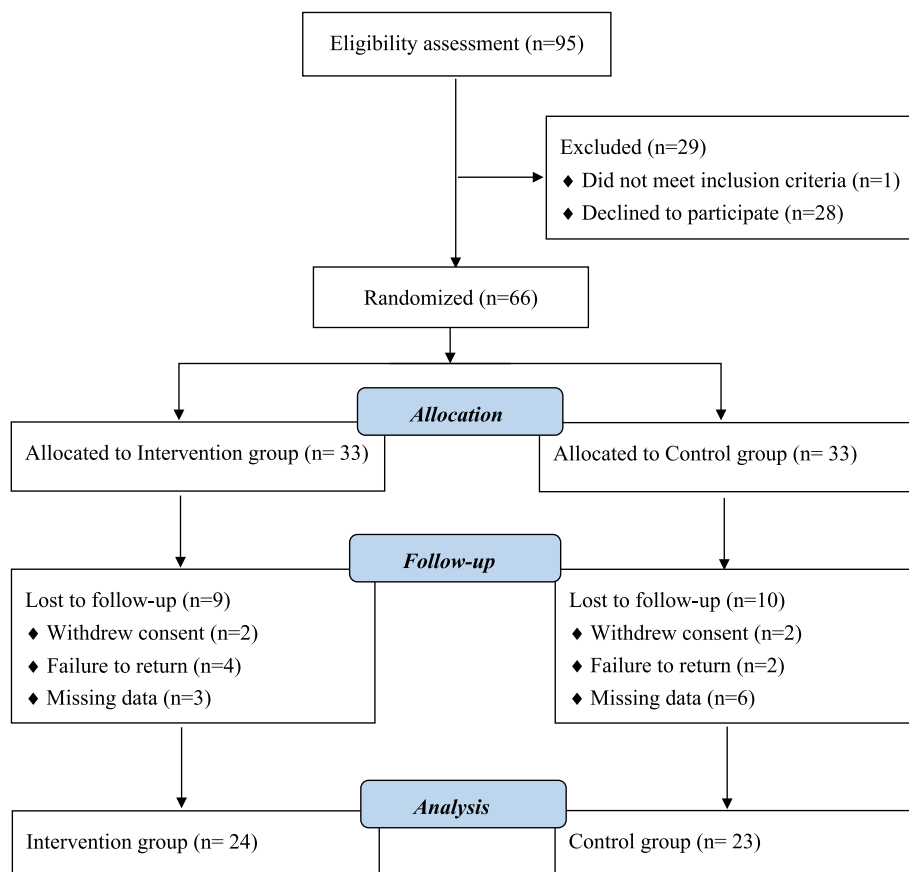 Eligibility assessment (n=95)
Excluded (n=29)
♦ Did not meet inclusion criteria (n=1)
♦ Declined to participate (n=28)
Randomized (n=66)
Allocation
Allocated to Intervention group (n= 33)
Allocated to Control group (n= 33)
Follow-up
Lost to follow-up (n=9)
♦ Withdrew consent (n=2)
♦ Failure to return (n=4)
♦ Missing data (n=3)
Lost to follow-up (n=10)
♦ Withdrew consent (n=2)
♦ Failure to return (n=2)
♦ Missing data (n=6)
Analysis
Intervention group (n= 24)
Control group (n= 23)